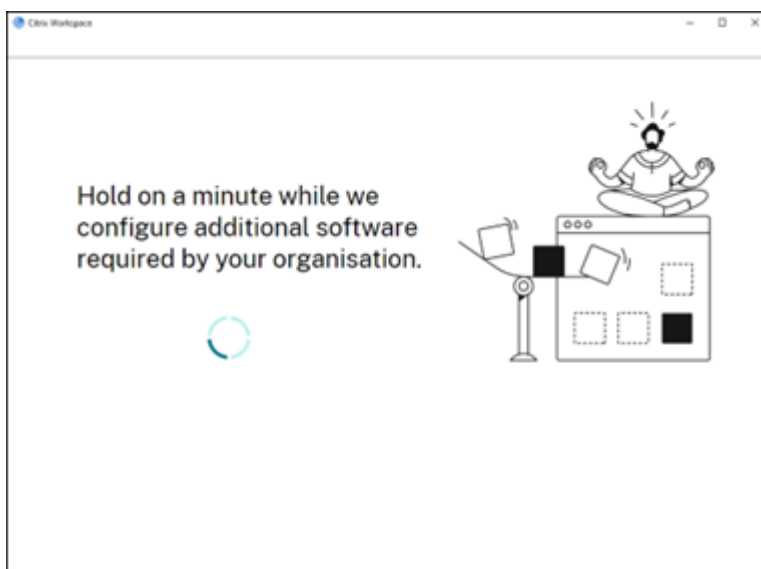 Citrix Workspace
Hold on a minute while we
configure additional software
required by your organisation.